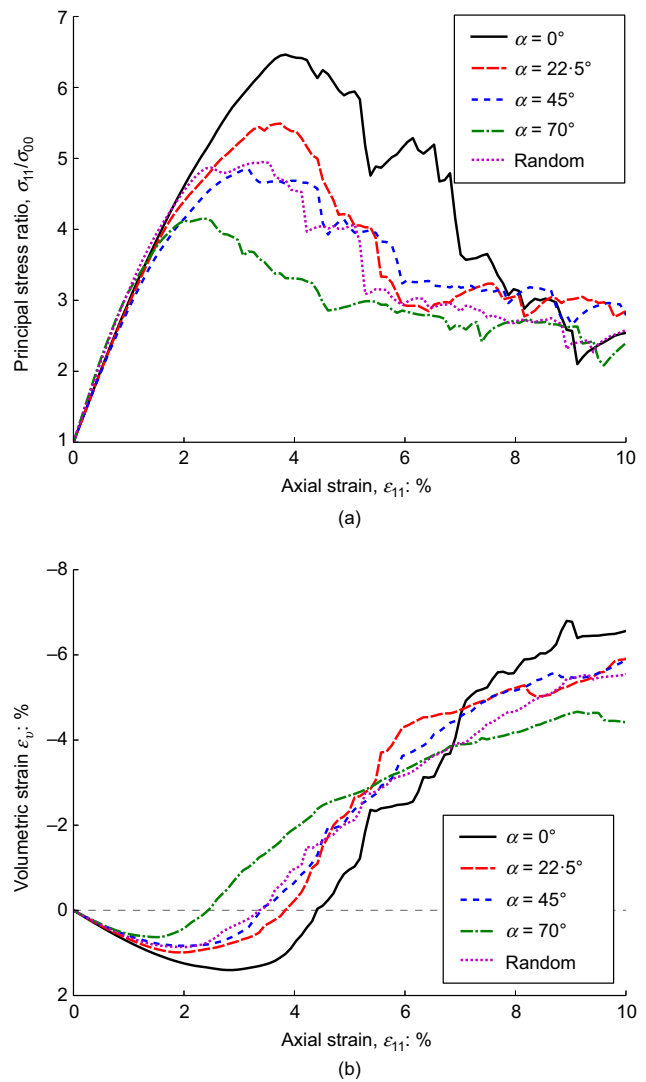 7
6
5
4
3
2
1
Principal stress ratio, σ11/σ00
α = 0°
α = 22·5°
α = 45°
α = 70°
Random
0 2 4 6 8 10
Axial strain, ε11: %
(a)
–8
–6
–4
–2
0
2
Volumetric strain εv: %
α = 0°
α = 22·5°
α = 45°
α = 70°
Random
0 2 4 6 8 10
Axial strain, ε11: %
(b)